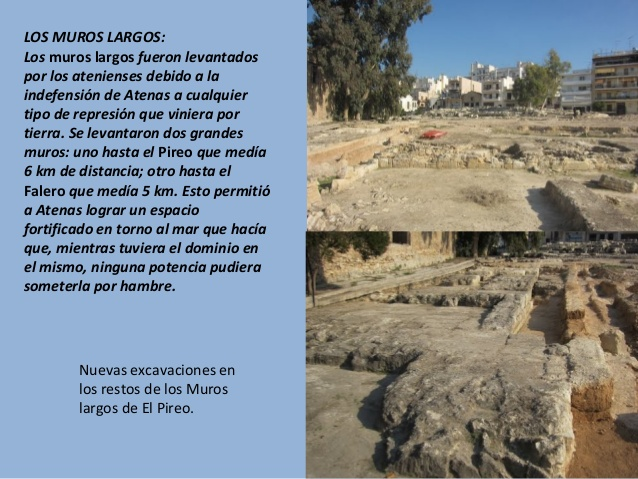 LOS MUROS LARGOS:
Los muros largos fueron levantados
por los atenienses debido a la
indefensión de Atenas a cualquier
tipo de represión que viniera por
tierra. Se levantaron dos grandes
muros: uno hasta el Pireo que medía
6 km de distancia; otro hasta el
Falero que medía 5 km. Esto permitió
a Atenas lograr un espacio
fortificado en torno al mar que hacía
que, mientras tuviera el dominio en
el mismo, ninguna potencia pudiera
someterla por hambre.
Nuevas excavaciones en
los restos de los Muros
largos de El Pireo.